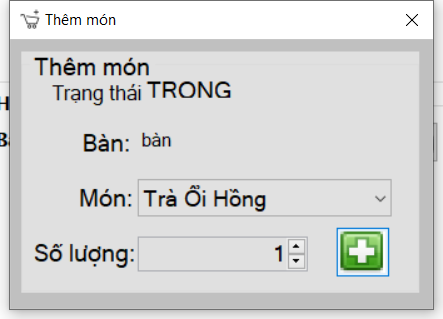 Thêm món
Thêm món
Trạng thái TRONG
Bàn: bàn
Món: Trà Ổi Hồng
Số lượng: 1